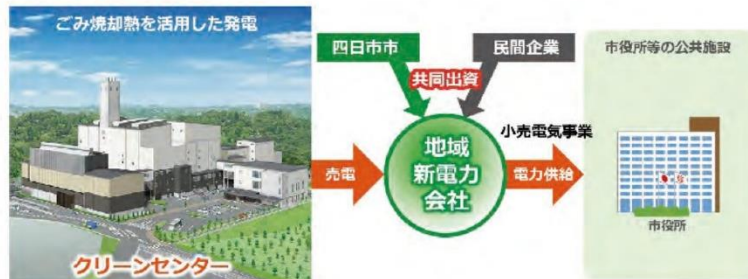 ごみ焼却熱を活用した発電
クリーンセンター
四日市市
民間企業
共同出資
売電
地域
新電力
会社
小売電気事業
電力供給
市役所等の公共施設
市役所